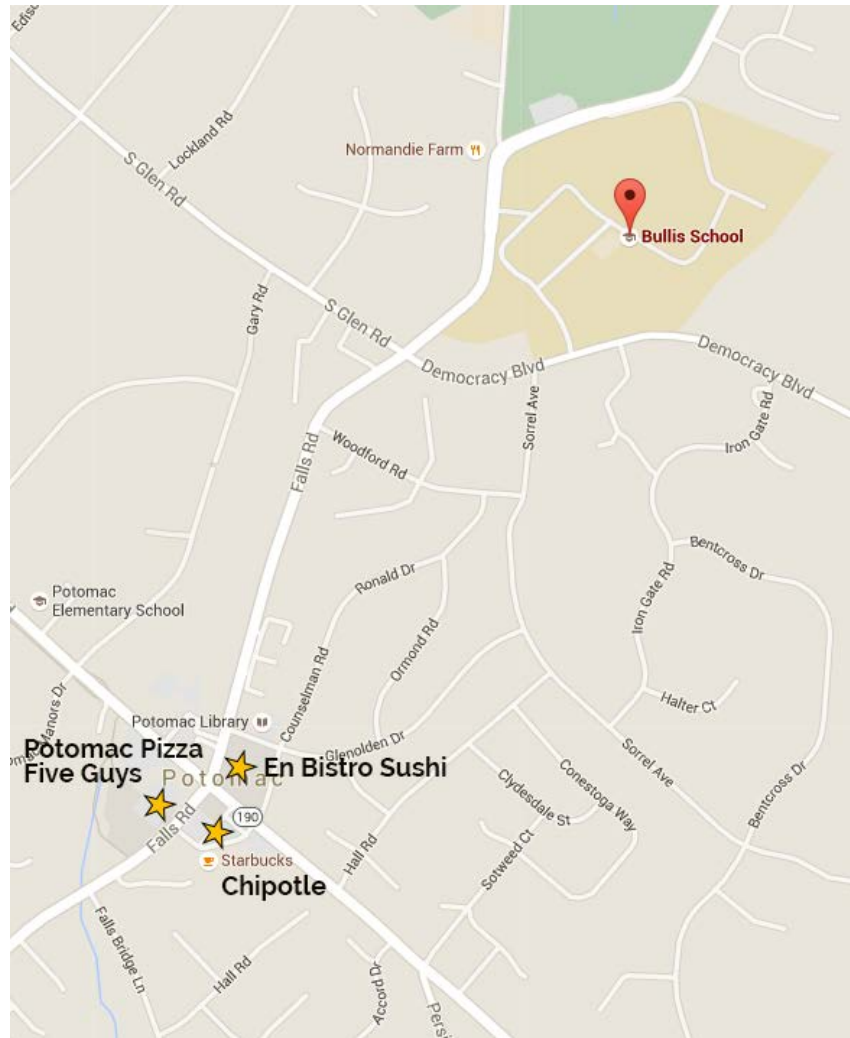 Ediso
Lockland Rd
Normandie Farm
S Glen Rd
Bullis School
Gary Rd
S Glen Rd
Democracy Blvd
Democracy Blvd
Sorrel Ave
Iron Gate Rd
Falls Rd
Woodford Rd
Bentcross Dr
Ronald Dr
Iron Gate Rd
Potomac
Elementary School
Ormond Rd
Counselman Rd
Halter Ct
Manors Dr
Potomac Library
Glenolden Dr
Sorrel Ave
Potomac Pizza
Five Guys
Potomac
En Bistro Sushi
Clydesdale St
Conestoga Way
Bentcross Dr
Falls Rd
190
Hall Rd
Sotweed Ct
Starbucks
Chipotle
Falls Bridge Ln
Hall Rd
Accord Dr
Persi